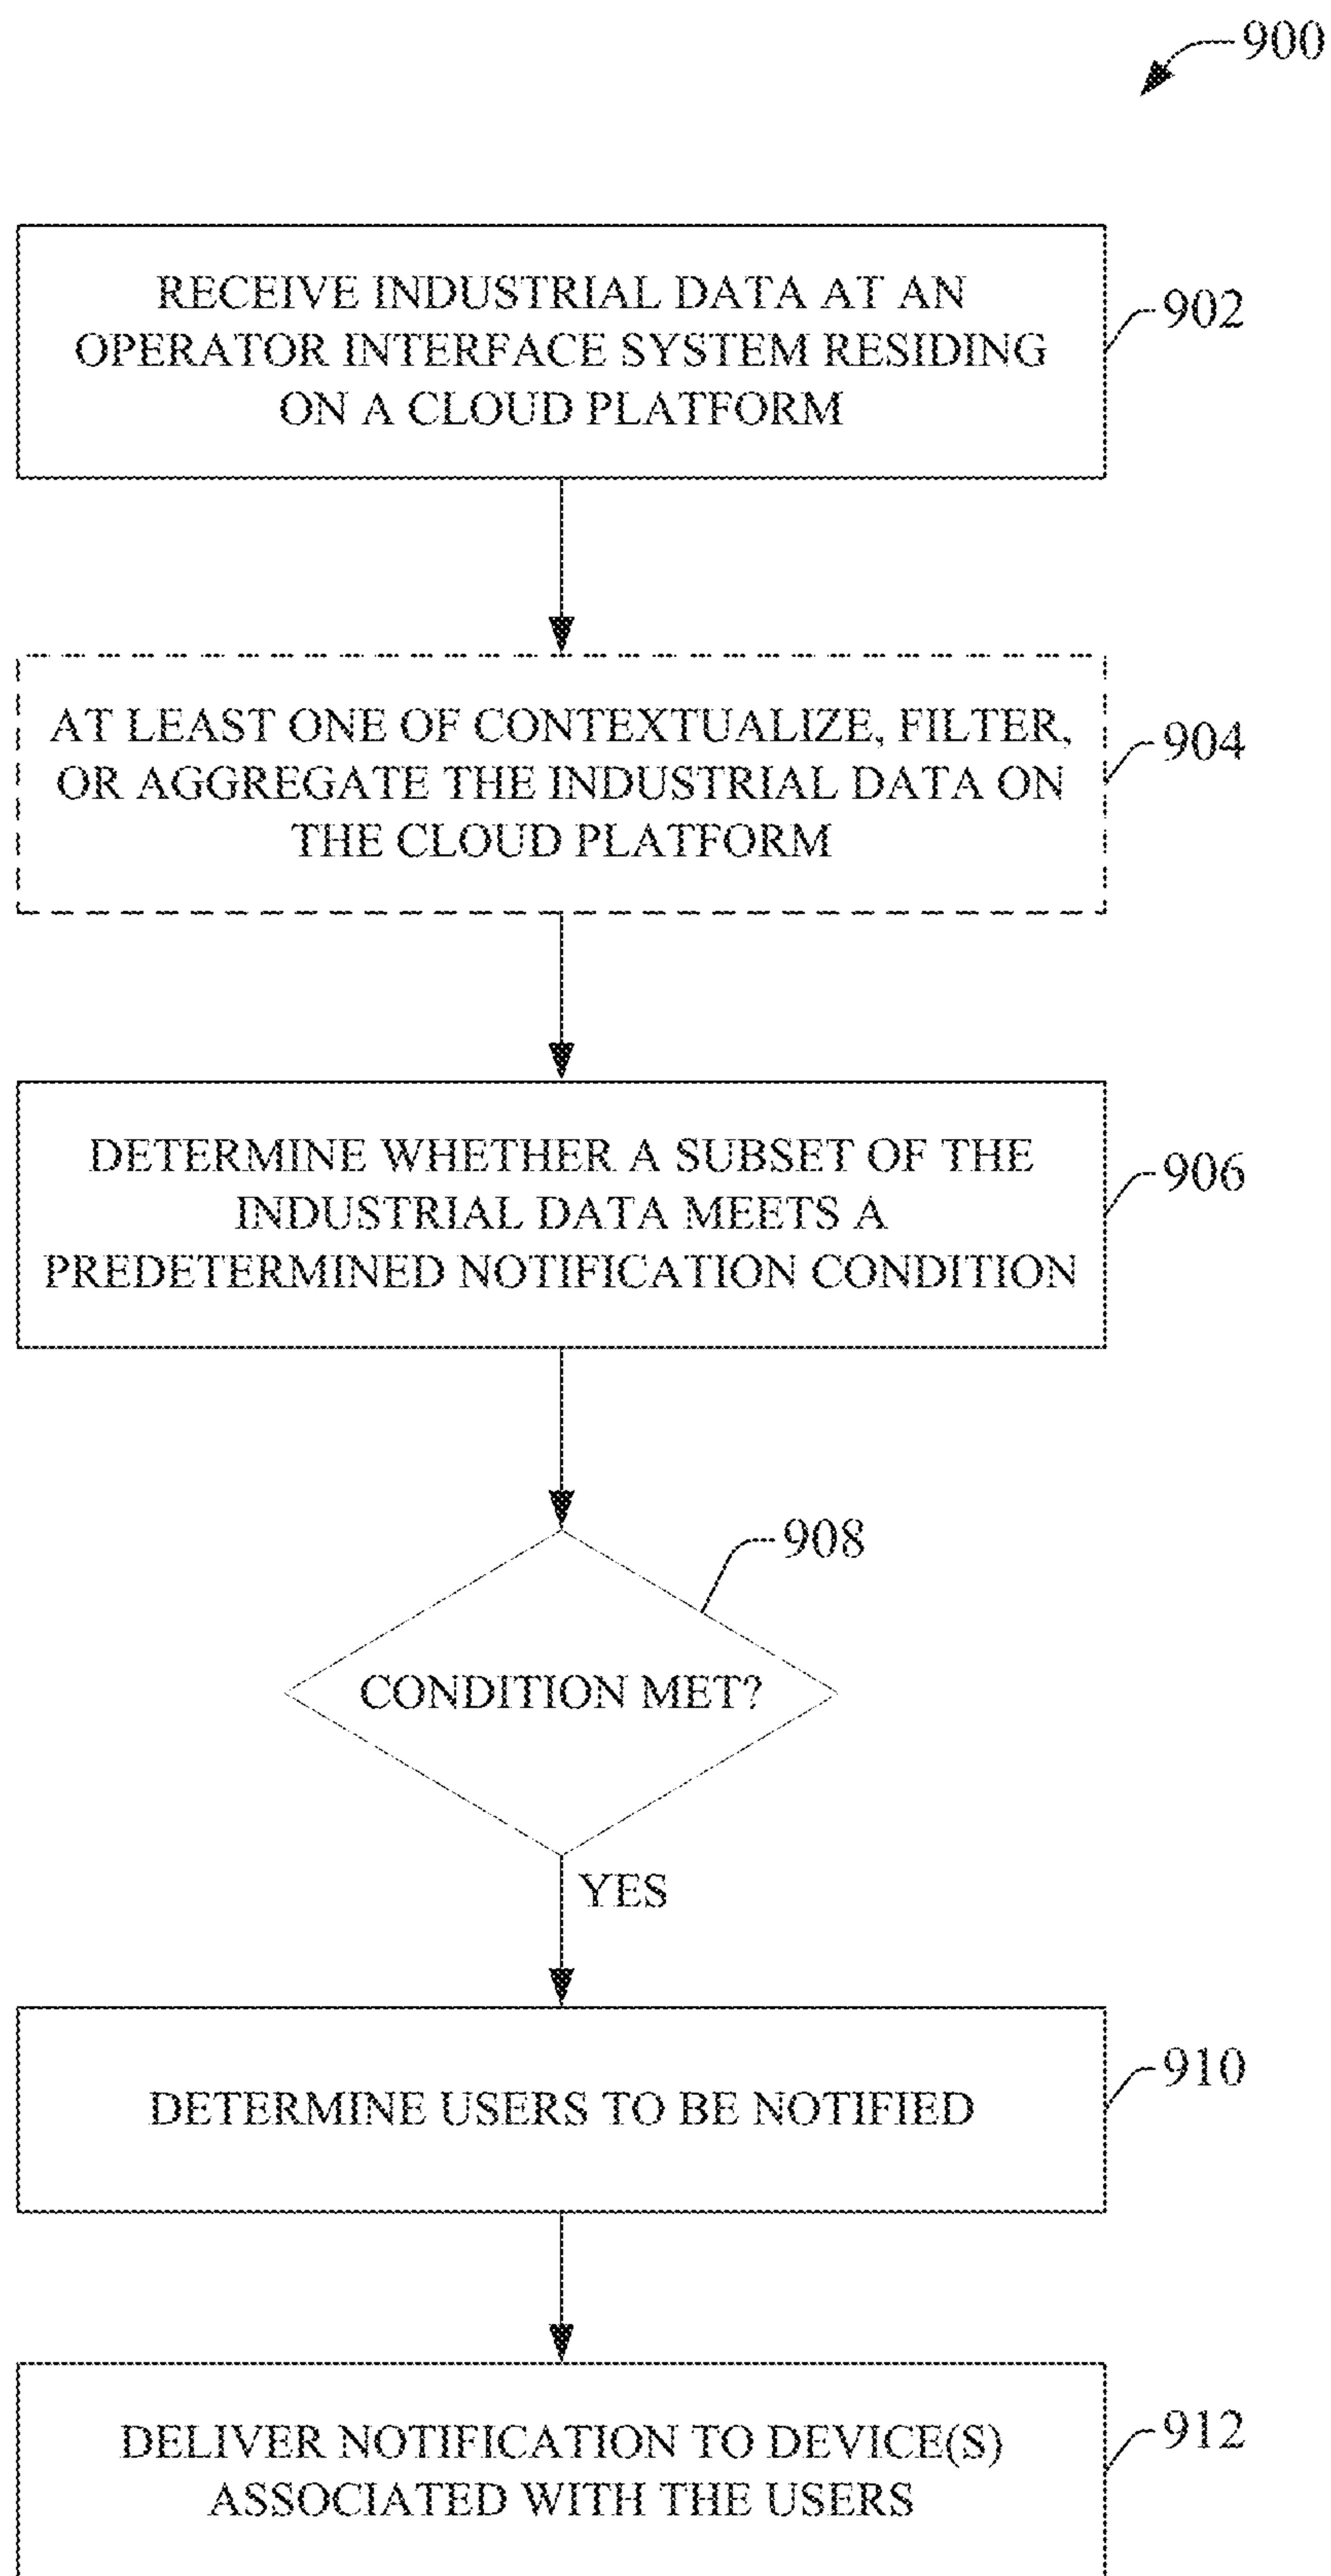 900
RECEIVE INDUSTRIAL DATA AT AN
OPERATOR INTERFACE SYSTEM RESIDING
ON A CLOUD PLATFORM
902
AT LEAST ONE OF CONTEXTUALIZE, FILTER,
OR AGGREGATE THE INDUSTRIAL DATA ON
THE CLOUD PLATFORM
904
DETERMINE WHETHER A SUBSET OF THE
INDUSTRIAL DATA MEETS A
PREDETERMINED NOTIFICATION CONDITION
906
908
CONDITION MET?
YES
DETERMINE USERS TO BE NOTIFIED
910
DELIVER NOTIFICATION TO DEVICE(S)
ASSOCIATED WITH THE USERS
912